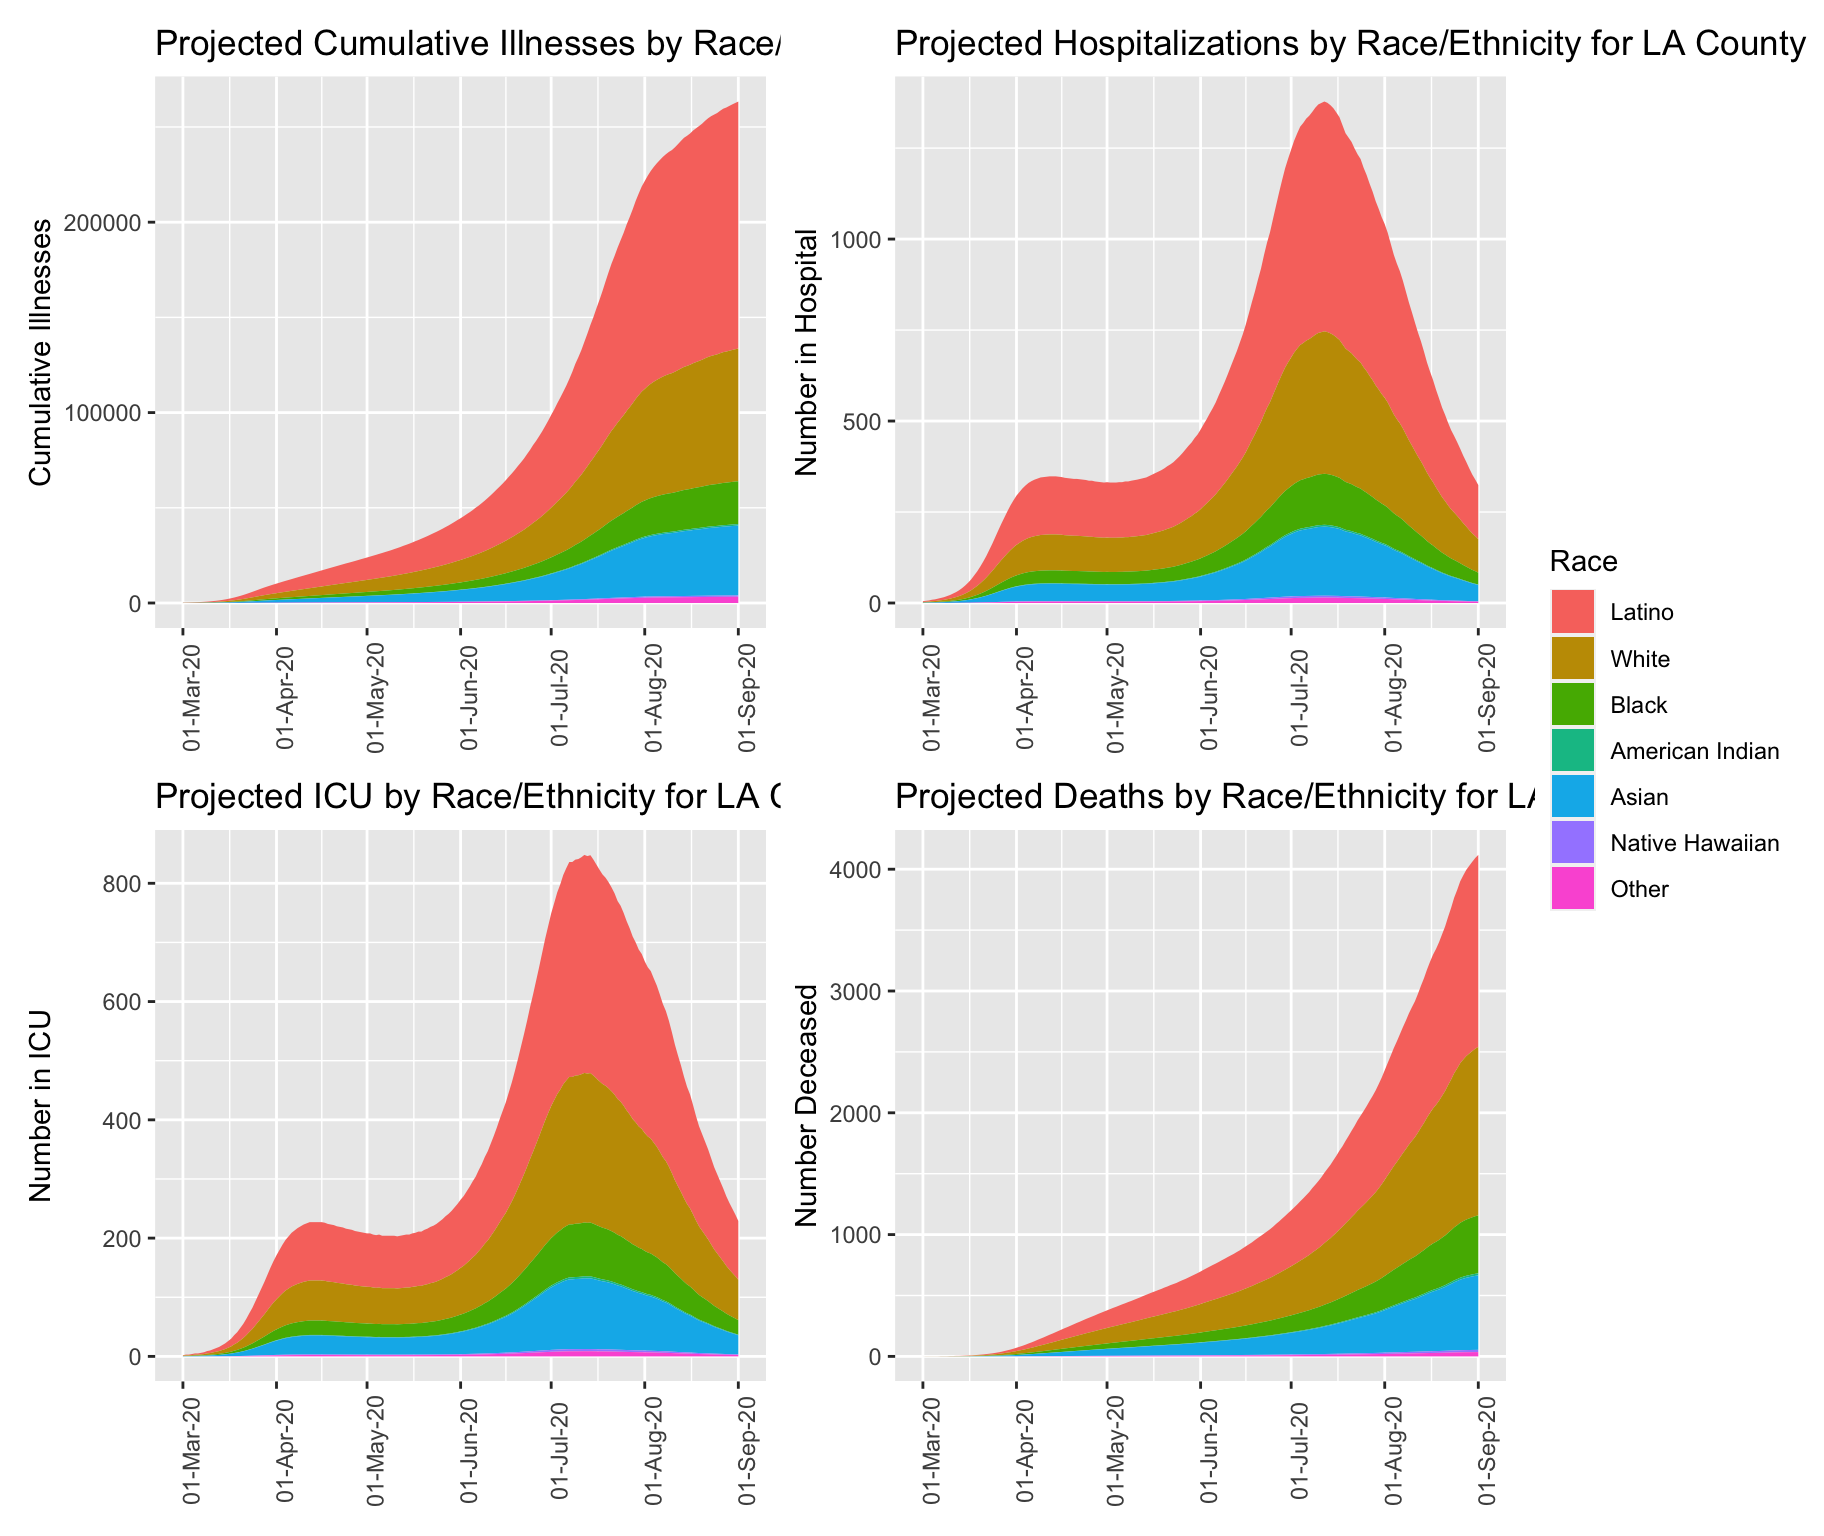 Projected Cumulative Illnesses by Race/
Cumulative Illnesses
200000
100000
0
01-Mar-20
01-Apr-20
01-May-20
01-Jun-20
01-Jul-20
01-Aug-20
01-Sep-20
Projected Hospitalizations by Race/Ethnicity for LA County
Number in Hospital
1000
500
0
01-Mar-20
01-Apr-20
01-May-20
01-Jun-20
01-Jul-20
01-Aug-20
01-Sep-20
Projected ICU by Race/Ethnicity for LA
Number in ICU
800
600
400
200
0
01-Mar-20
01-Apr-20
01-May-20
01-Jun-20
01-Jul-20
01-Aug-20
01-Sep-20
Projected Deaths by Race/Ethnicity for LA
Number Deceased
4000
3000
2000
1000
0
01-Mar-20
01-Apr-20
01-May-20
01-Jun-20
01-Jul-20
01-Aug-20
01-Sep-20
Race
Latino
White
Black
American Indian
Asian
Native Hawaiian
Other